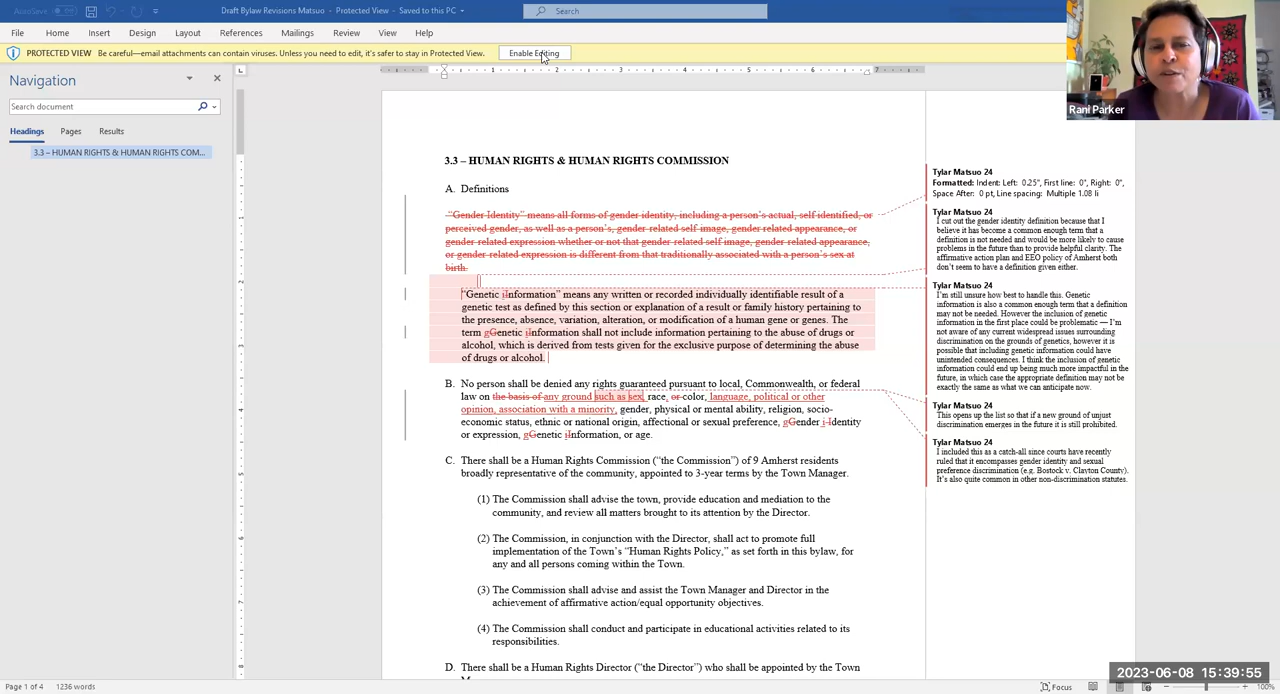 AutoSave Off
Draft Bylaw Revisions Matsuo - Protected View - Saved to this PC
Search
File Home Insert Design Layout References Mailings Review View Help
PROTECTED VIEW Be careful—email attachments can contain viruses. Unless you need to edit, it's safer to stay in Protected View. Enable Editing
Rani Parker
Navigation
Search document
Headings Pages Results
3.3 – HUMAN RIGHTS & HUMAN RIGHTS COM...
3.3 – HUMAN RIGHTS & HUMAN RIGHTS COMMISSION
A. Definitions
"Gender Identity" means all forms of gender identity, including a person's actual, self-identified, or
perceived gender, as well as a person's, gender-related self-image, gender-related appearance, or
gender-related expression whether or not that gender-related self-image, gender-related appearance,
or gender-related expression is different from that traditionally associated with a person's sex at
birth.
"Genetic iInformation" means any written or recorded individually identifiable result of a
genetic test as defined by this section or explanation of a result or family history pertaining to
the presence, absence, variation, alteration, or modification of a human gene or genes. The
term gGenetic iInformation shall not include information pertaining to the abuse of drugs or
alcohol, which is derived from tests given for the exclusive purpose of determining the abuse
of drugs or alcohol.
B. No person shall be denied any rights guaranteed pursuant to local, Commonwealth, or federal
law on the basis of any ground such as sex, race, or color, language, political or other
opinion, association with a minority, gender, physical or mental ability, religion, socio-
economic status, ethnic or national origin, affectional or sexual preference, gGender i-Identity
or expression, gGenetic iInformation, or age.
C. There shall be a Human Rights Commission ("the Commission") of 9 Amherst residents
broadly representative of the community, appointed to 3-year terms by the Town Manager.
(1) The Commission shall advise the town, provide education and mediation to the
community, and review all matters brought to its attention by the Director.
(2) The Commission, in conjunction with the Director, shall act to promote full
implementation of the Town's "Human Rights Policy," as set forth in this bylaw, for
any and all persons coming within the Town.
(3) The Commission shall advise and assist the Town Manager and Director in the
achievement of affirmative action/equal opportunity objectives.
(4) The Commission shall conduct and participate in educational activities related to its
responsibilities.
D. There shall be a Human Rights Director ("the Director") who shall be appointed by the Town
Tylar Matsuo 24
Formatted: Indent: Left: 0.25", First line: 0", Right: 0",
Space After: 0 pt, Line spacing: Multiple 1.08 li
Tylar Matsuo 24
I cut out the gender identity definition because that I
believe it has become a common enough term that a
definition is not needed and would be more likely to cause
problems in the future than to provide helpful clarity. The
affirmative action plan and EEO policy of Amherst both
don't seem to have a definition given either.
Tylar Matsuo 24
I'm still unsure how best to handle this. Genetic
information is also a common enough term that a definition
may not be needed. However the inclusion of genetic
information in the first place could be problematic — I'm
not aware of any current widespread issues surrounding
discrimination on the grounds of genetics, however it is
possible that including genetic information could have
unintended consequences. I think the inclusion of genetic
information could end up being much more impactful in the
future, in which case the appropriate definition may not be
exactly the same as what we can anticipate now.
Tylar Matsuo 24
This opens up the list so that if a new ground of unjust
discrimination emerges in the future it is still prohibited.
Tylar Matsuo 24
I included this as a catch-all since courts have recently
ruled that it encompasses gender identity and sexual
preference discrimination (e.g. Bostock v. Clayton County).
It's also quite common in other non-discrimination statutes.
2023-06-08 15:39:55
Page 1 of 4 1236 words
Focus
100%